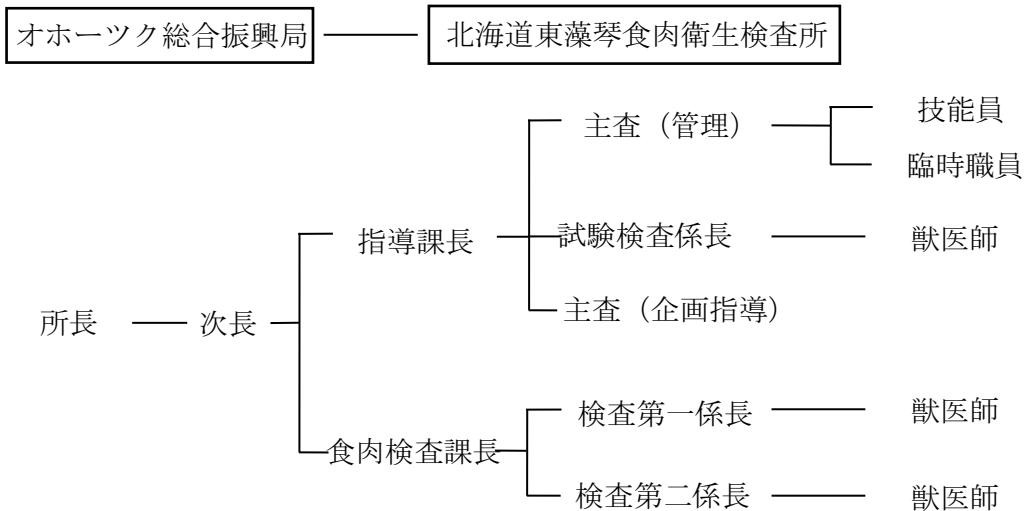 オホーツク総合振興局
北海道東藻琴食肉衛生検査所
技能員
主査（管理）
臨時職員
指導課長
試験検査係長
獣医師
所長
次長
主査（企画指導）
検査第一係長
獣医師
食肉検査課長
検査第二係長
獣医師